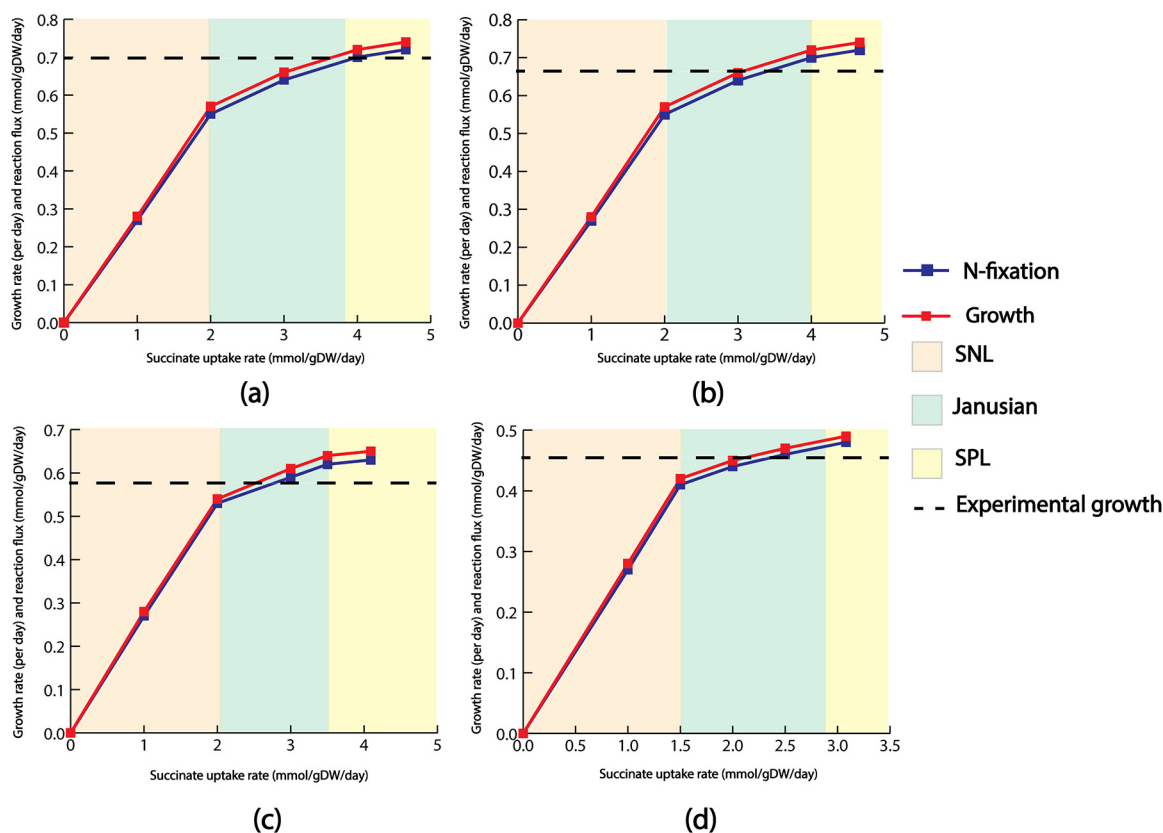 Growth rate (per day) and reaction flux (mmol/gDW/day)
0.8
0.7
0.6
0.5
0.4
0.3
0.2
0.1
0.0
0 1 2 3 4 5
Succinate uptake rate (mmol/gDW/day)
(a)
Growth rate (per day) and reaction flux (mmol/gDW/day)
0.8
0.7
0.6
0.5
0.4
0.3
0.2
0.1
0.0
0 1 2 3 4 5
Succinate uptake rate (mmol/gDW/day)
(b)
N-fixation
Growth
SNL
Janusian
SPL
Experimental growth
Growth rate (per day) and reaction flux (mmol/gDW/day)
0.7
0.6
0.5
0.4
0.3
0.2
0.1
0.0
0 1 2 3 4 5
Succinate uptake rate (mmol/gDW/day)
(c)
Growth rate (per day) and reaction flux (mmol/gDW/day)
0.5
0.4
0.3
0.2
0.1
0.0
0.0 0.5 1.0 1.5 2.0 2.5 3.0 3.5
Succinate uptake rate (mmol/gDW/day)
(d)